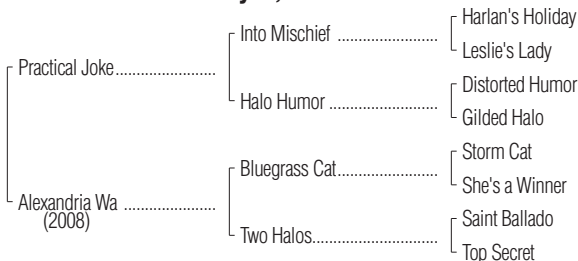 Harlan's Holiday
Into Mischief ........................
Leslie's Lady
Practical Joke........................
Distorted Humor
Halo Humor ..........................
Gilded Halo
Storm Cat
Bluegrass Cat........................
She's a Winner
Alexandria Wa ......................
(2008)
Saint Ballado
Two Halos..............................
Top Secret